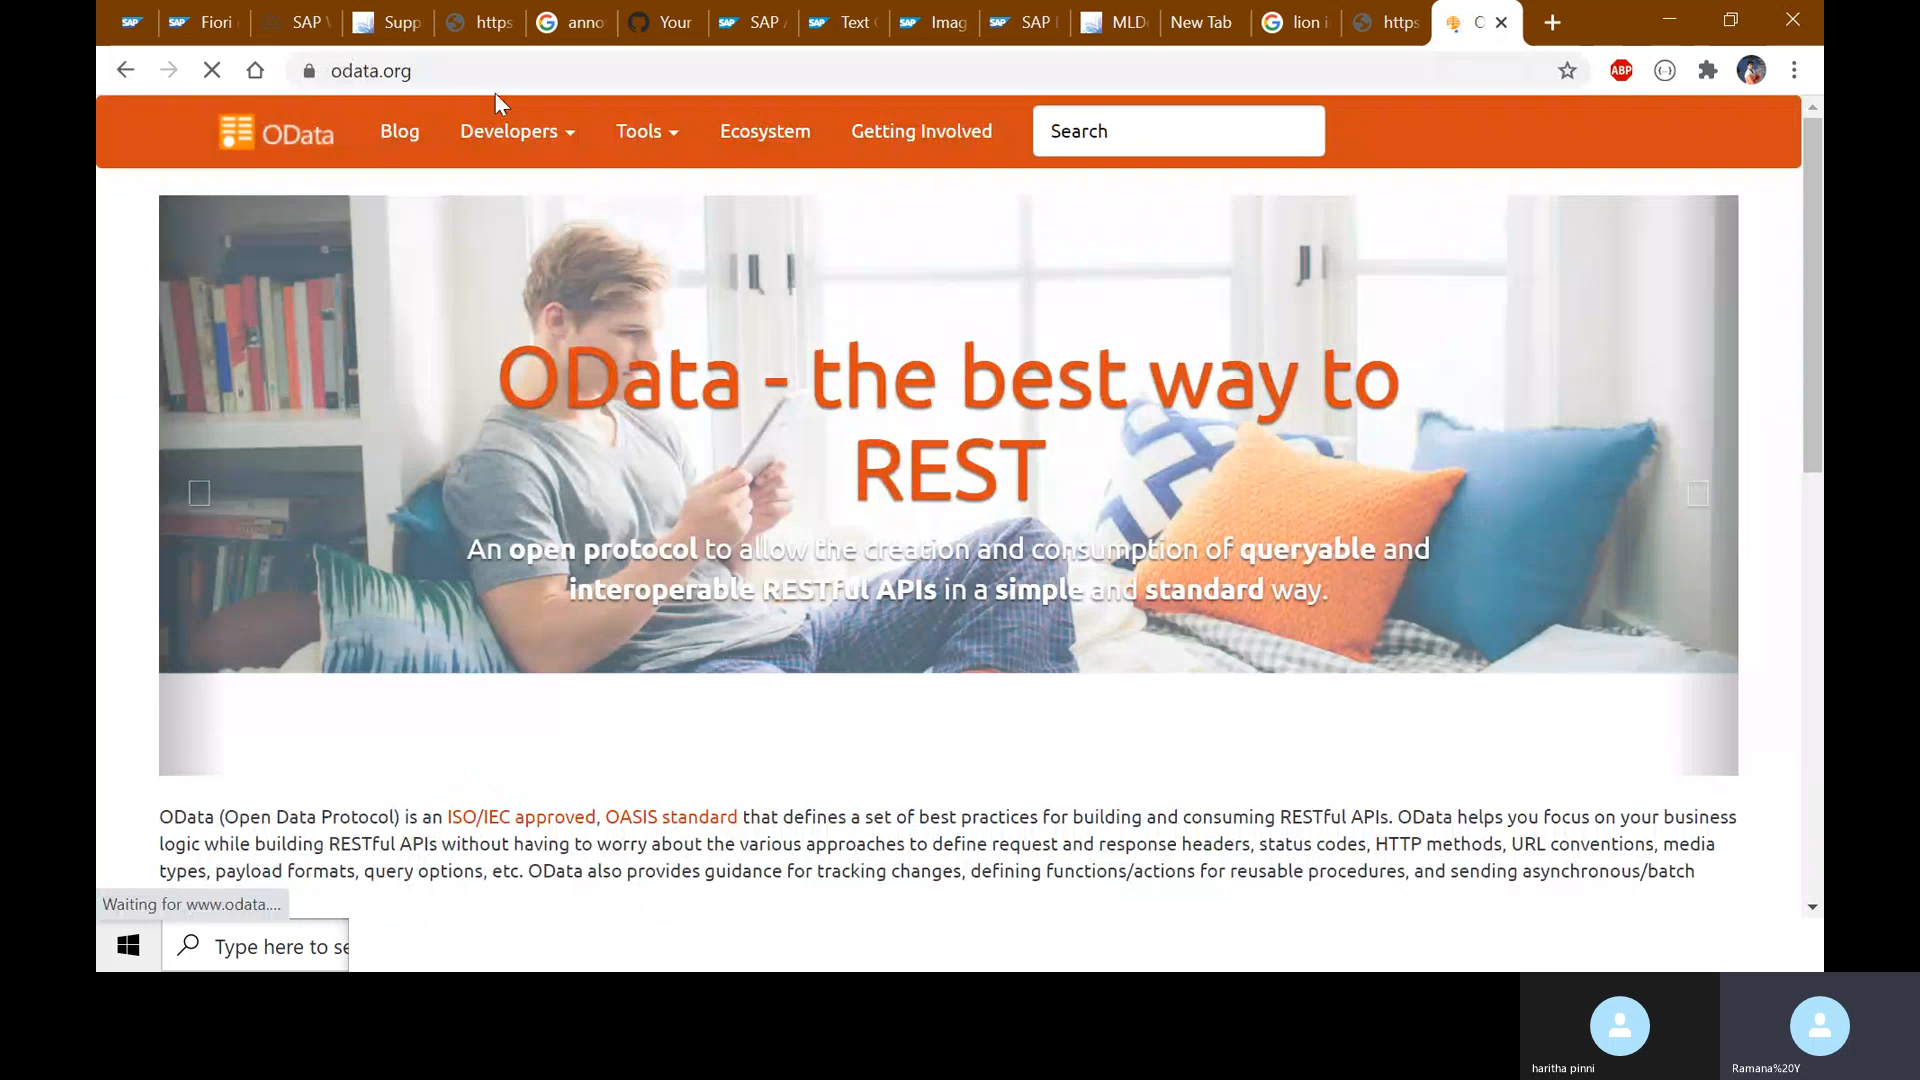 Fiori
SAP
Supp
https
anno
Your
SAP
Text
Imag
SAP
MLD
New Tab
lion i
https
odata.org
ABP
OData
Blog
Developers
Tools
Ecosystem
Getting Involved
Search
OData - the best way to
REST
An open protocol to allow the creation and consumption of queryable and
interoperable RESTful APIs in a simple and standard way.
OData (Open Data Protocol) is an ISO/IEC approved, OASIS standard that defines a set of best practices for building and consuming RESTful APIs. OData helps you focus on your business
logic while building RESTful APIs without having to worry about the various approaches to define request and response headers, status codes, HTTP methods, URL conventions, media
types, payload formats, query options, etc. OData also provides guidance for tracking changes, defining functions/actions for reusable procedures, and sending asynchronous/batch
Waiting for www.odata....
Type here to se
haritha pinni
Ramana%20Y